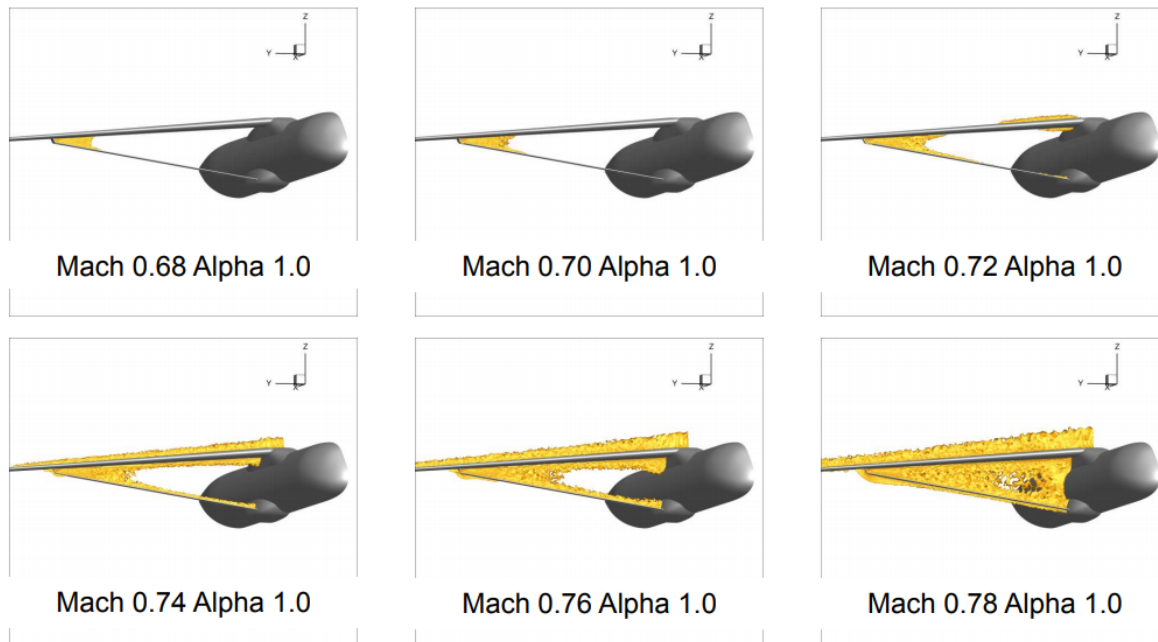 Z
Y
X
Z
Y
X
Z
Y
X
Mach 0.68 Alpha 1.0
Mach 0.70 Alpha 1.0
Mach 0.72 Alpha 1.0
Z
Y
X
Z
Y
X
Z
Y
X
Mach 0.74 Alpha 1.0
Mach 0.76 Alpha 1.0
Mach 0.78 Alpha 1.0